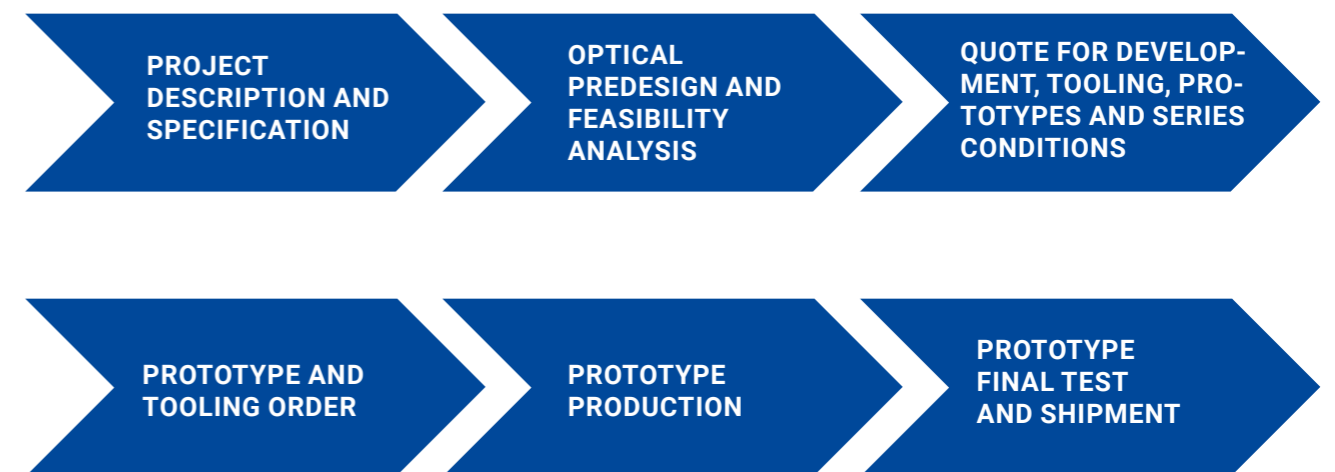 PROJECT
DESCRIPTION AND
SPECIFICATION
OPTICAL
PREDESIGN AND
FEASIBILITY
ANALYSIS
QUOTE FOR DEVELOP-
MENT, TOOLING, PRO-
TOTYPES AND SERIES
CONDITIONS
PROTOTYPE AND
TOOLING ORDER
PROTOTYPE
PRODUCTION
PROTOTYPE
FINAL TEST
AND SHIPMENT